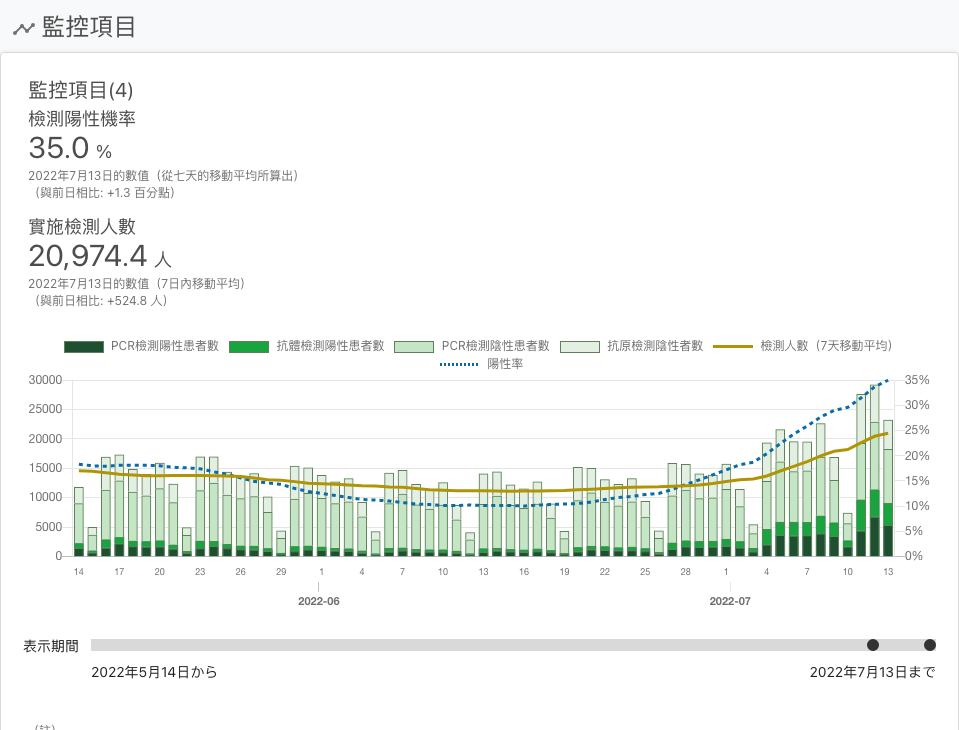 監控項目
監控項目(4)
檢測陽性機率
35.0 %
2022年7月13日的數值（從七天的移動平均所算出）
（與前日相比: +1.3 百分點）
實施檢測人數
20,974.4 人
2022年7月13日的數值（7日內移動平均）
（與前日相比: +524.8 人）
PCR檢測陽性患者數 抗體檢測陽性患者數 PCR檢測陰性患者數 抗原檢測陰性者數 檢測人數（7天移動平均）
陽性率
30000 35%
25000 30%
20000 25%
15000 20%
10000 15%
5000 10%
0 5%
0%
14 17 20 23 26 29 1 4 7 10 13 16 19 22 25 28 1 4 7 10 13
2022-06 2022-07
表示期間
2022年5月14日から 2022年7月13日まで
（註）